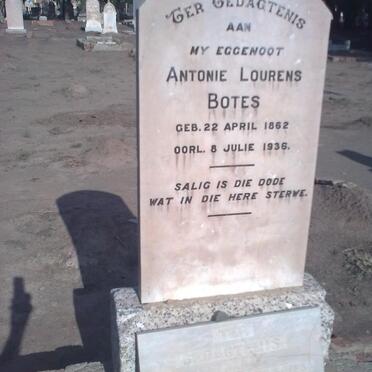 TER GEDAGTENIS
AAN
MY EGGENOOT
ANTONIE LOURENS
BOTES
GEB. 22 APRIL 1862
OORL. 8 JULIE 1936.
SALIG IS DIE DODE
WAT IN DIE HERE STERWE.